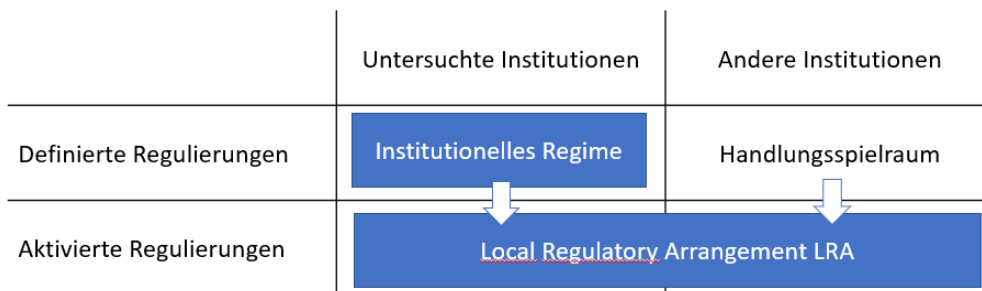 Untersuchte Institutionen
Andere Institutionen
Definierte Regulierungen
Institutionelles Regime
Handlungsspielraum
Aktivierte Regulierungen
Local Regulatory Arrangement LRA